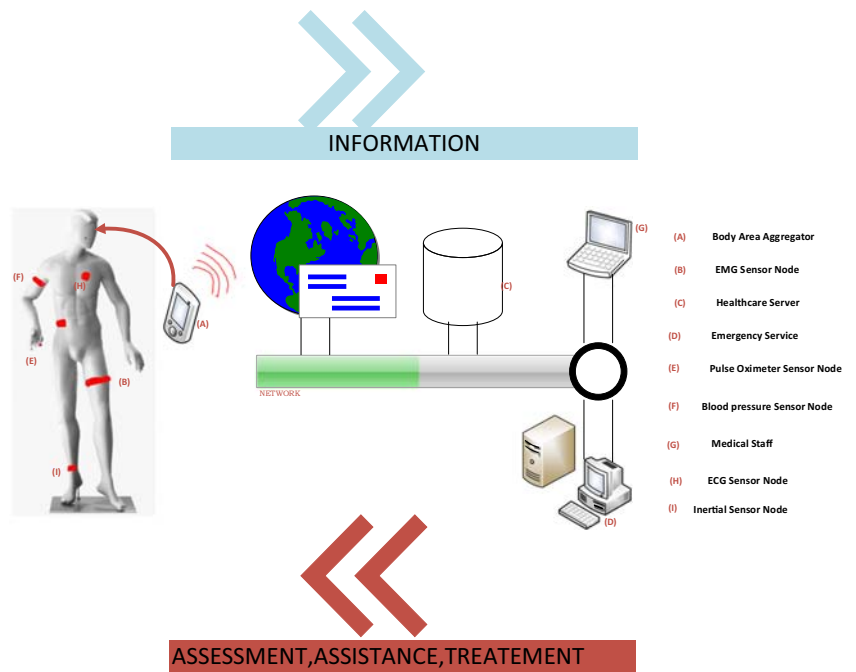 INFORMATION
(F)
(H)
(A)
(E)
(B)
(I)
(C)
(G)
NETWORK
(D)
(A) Body Area Aggregator
(B) EMG Sensor Node
(C) Healthcare Server
(D) Emergency Service
(E) Pulse Oximeter Sensor Node
(F) Blood pressure Sensor Node
(G) Medical Staff
(H) ECG Sensor Node
(I) Inertial Sensor Node
ASSESSMENT,ASSISTANCE,TREATEMENT